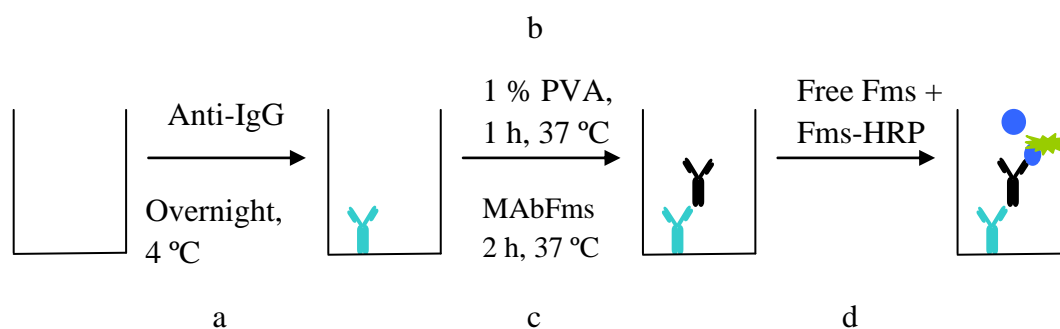 b
Anti-IgG
Overnight,
4 ºC
1 % PVA,
1 h, 37 ºC
MAbFms
2 h, 37 ºC
Free Fms +
Fms-HRP
a
c
d